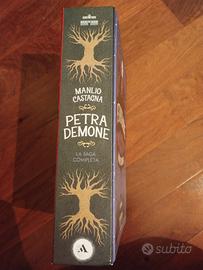 MANLIO
CASTAGNA
PETRA
DEMONE
LA SAGA
COMPLETA
A
subito